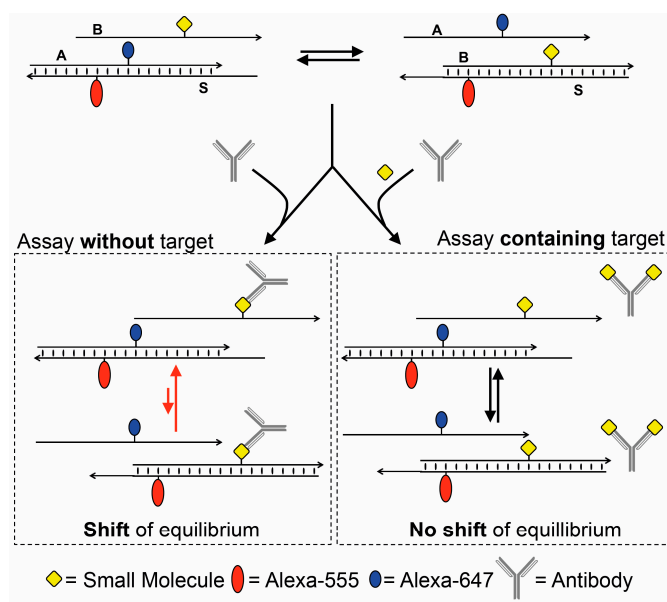 B
A
S
A
B
S
Assay without target
Assay containing target
Shift of equilibrium
No shift of equillibrium
= Small Molecule = Alexa-555 = Alexa-647 = Antibody